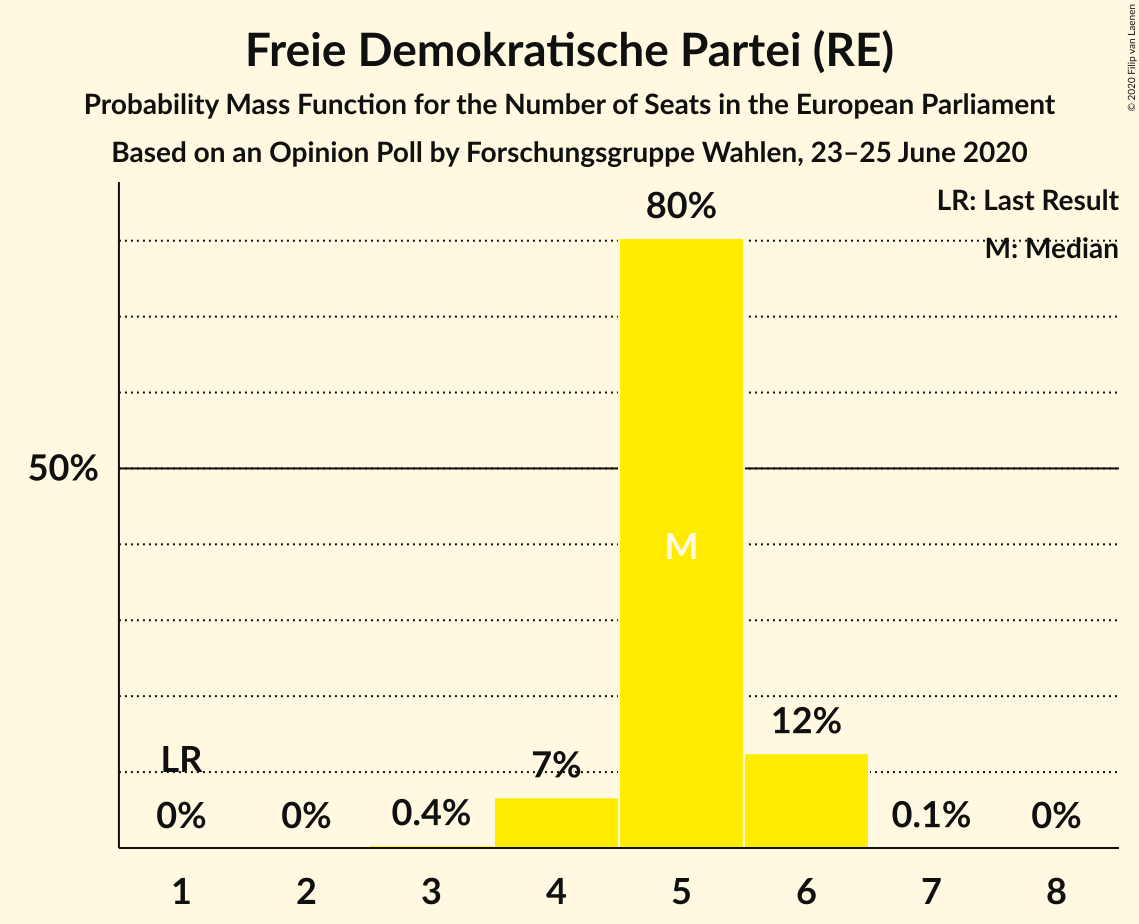 Freie Demokratische Partei (RE)
Probability Mass Function for the Number of Seats in the European Parliament
Based on an Opinion Poll by Forschungsgruppe Wahlen, 23–25 June 2020
© 2020 Filip van Laenen
LR: Last Result
M: Median
80%
50%
M
12%
LR
7%
0%
0%
0.4%
0.1%
0%
1 2 3 4 5 6 7 8